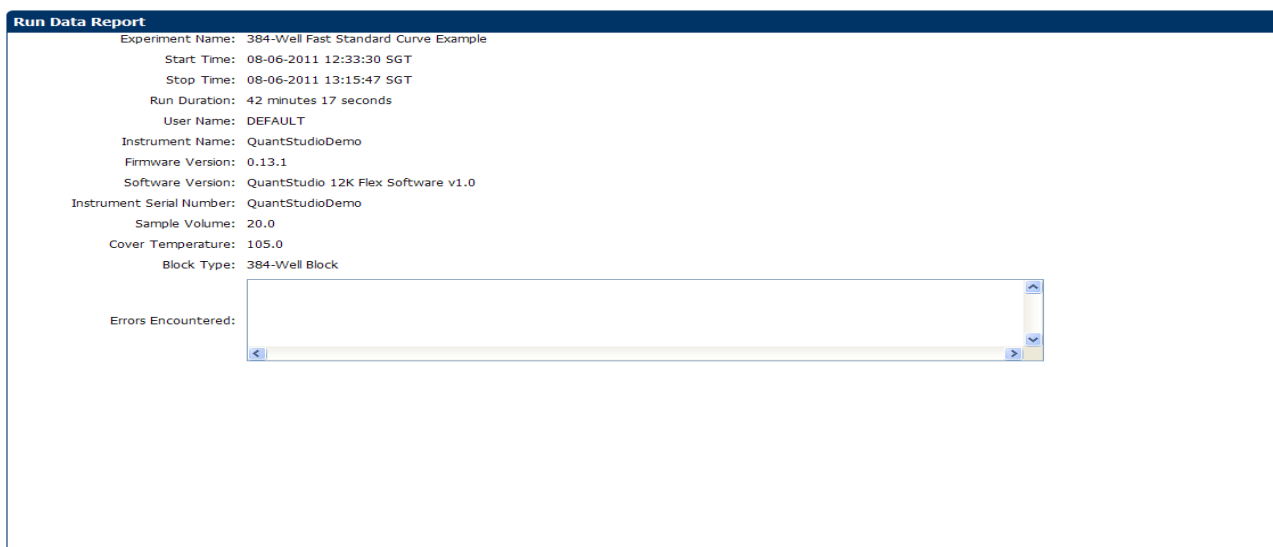 Run Data Report
Experiment Name: 384-Well Fast Standard Curve Example
Start Time: 08-06-2011 12:33:30 SGT
Stop Time: 08-06-2011 13:15:47 SGT
Run Duration: 42 minutes 17 seconds
User Name: DEFAULT
Instrument Name: QuantStudioDemo
Firmware Version: 0.13.1
Software Version: QuantStudio 12K Flex Software v1.0
Instrument Serial Number: QuantStudioDemo
Sample Volume: 20.0
Cover Temperature: 105.0
Block Type: 384-Well Block
Errors Encountered: